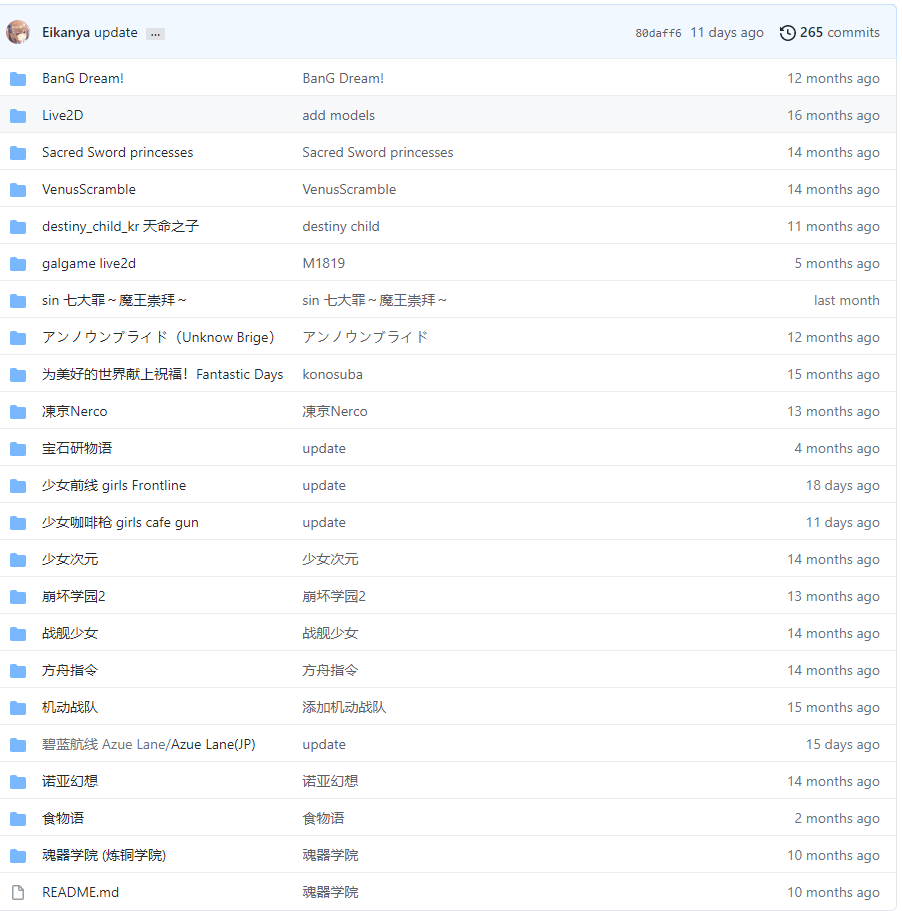 Eikanya update ... 80daff6 11 days ago 265 commits
BanG Dream! BanG Dream! 12 months ago
Live2D add models 16 months ago
Sacred Sword princesses Sacred Sword princesses 14 months ago
VenusScramble VenusScramble 14 months ago
destiny_child_kr 天命之子 destiny child 11 months ago
galgame live2d M1819 5 months ago
sin 七大罪～魔王崇拜～ sin 七大罪～魔王崇拜～ last month
アンノウンブライド（Unknow Brige） アンノウンブライド 12 months ago
为美好的世界献上祝福！Fantastic Days konosuba 15 months ago
凍京Nerco 凍京Nerco 13 months ago
宝石研物语 update 4 months ago
少女前线 girls Frontline update 18 days ago
少女咖啡枪 girls cafe gun update 11 days ago
少女次元 少女次元 14 months ago
崩坏学园2 崩坏学园2 13 months ago
战舰少女 战舰少女 14 months ago
方舟指令 方舟指令 14 months ago
机动战队 添加机动战队 15 months ago
碧蓝航线 Azue Lane/Azue Lane(JP) update 15 days ago
诺亚幻想 诺亚幻想 14 months ago
食物语 食物语 2 months ago
魂器学院 (炼铜学院) 魂器学院 10 months ago
README.md 魂器学院 10 months ago